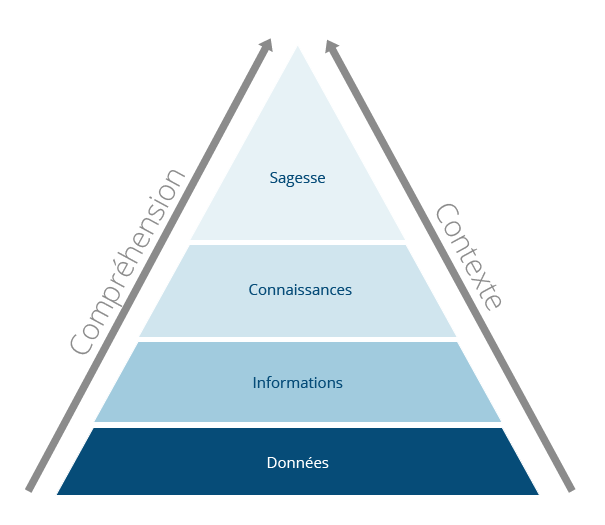 Compréhension
Contexte
Sagesse
Connaissances
Informations
Données